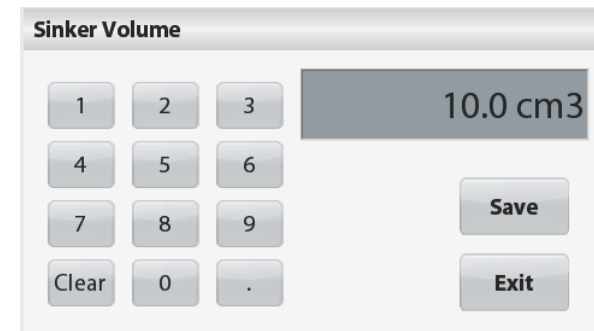 Sinker Volume
10.0 cm3
1 2 3
4 5 6
7 8 9
Clear 0 .
Save
Exit